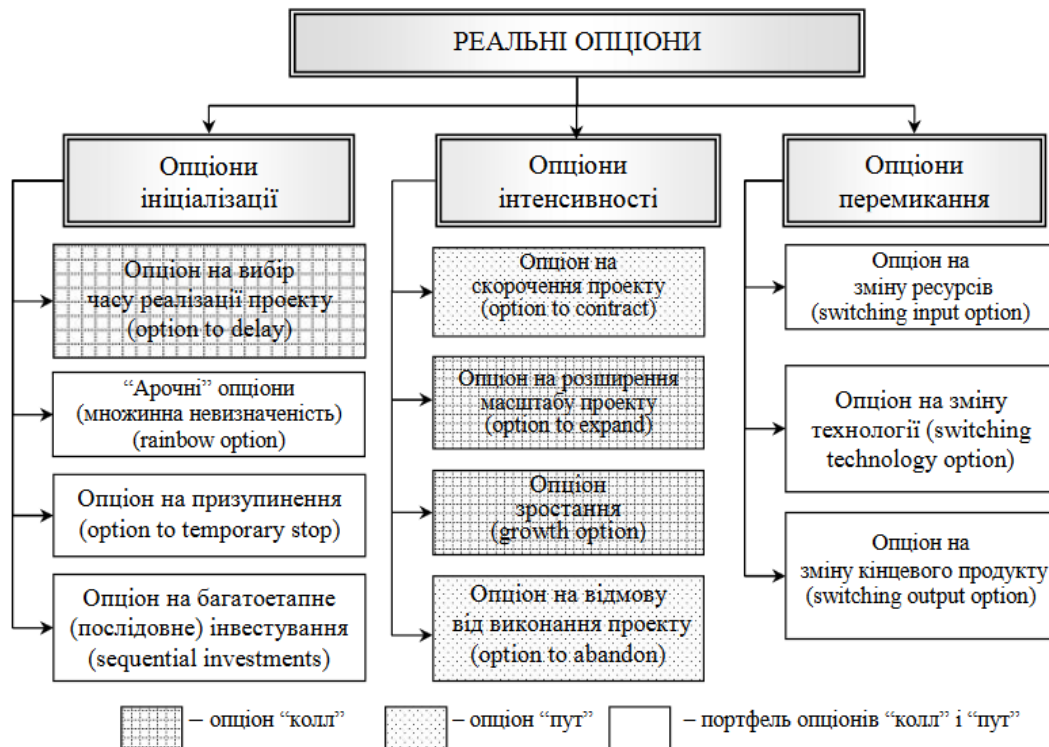 РЕАЛЬНІ ОПЦІОНИ
Опціони
ініціалізації
Опціон на вибір
часу реалізації проекту
(option to delay)
“Арочні” опціони
(множинна невизначеність)
(rainbow option)
Опціон на призупинення
(option to temporary stop)
Опціон на багатоетапне
(послідовне) інвестування
(sequential investments)
Опціони
інтенсивності
Опціон на
скорочення проекту
(option to contract)
Опціон на розширення
масштабу проекту
(option to expand)
Опціон
зростання
(growth option)
Опціон на відмову
від виконання проекту
(option to abandon)
Опціони
перемикання
Опціон на
зміну ресурсів
(switching input option)
Опціон на зміну
технології (switching
technology option)
Опціон на
зміну кінцевого продукту
(switching output option)
– опціон “колл”
– опціон “пут”
– портфель опціонів “колл” і “пут”